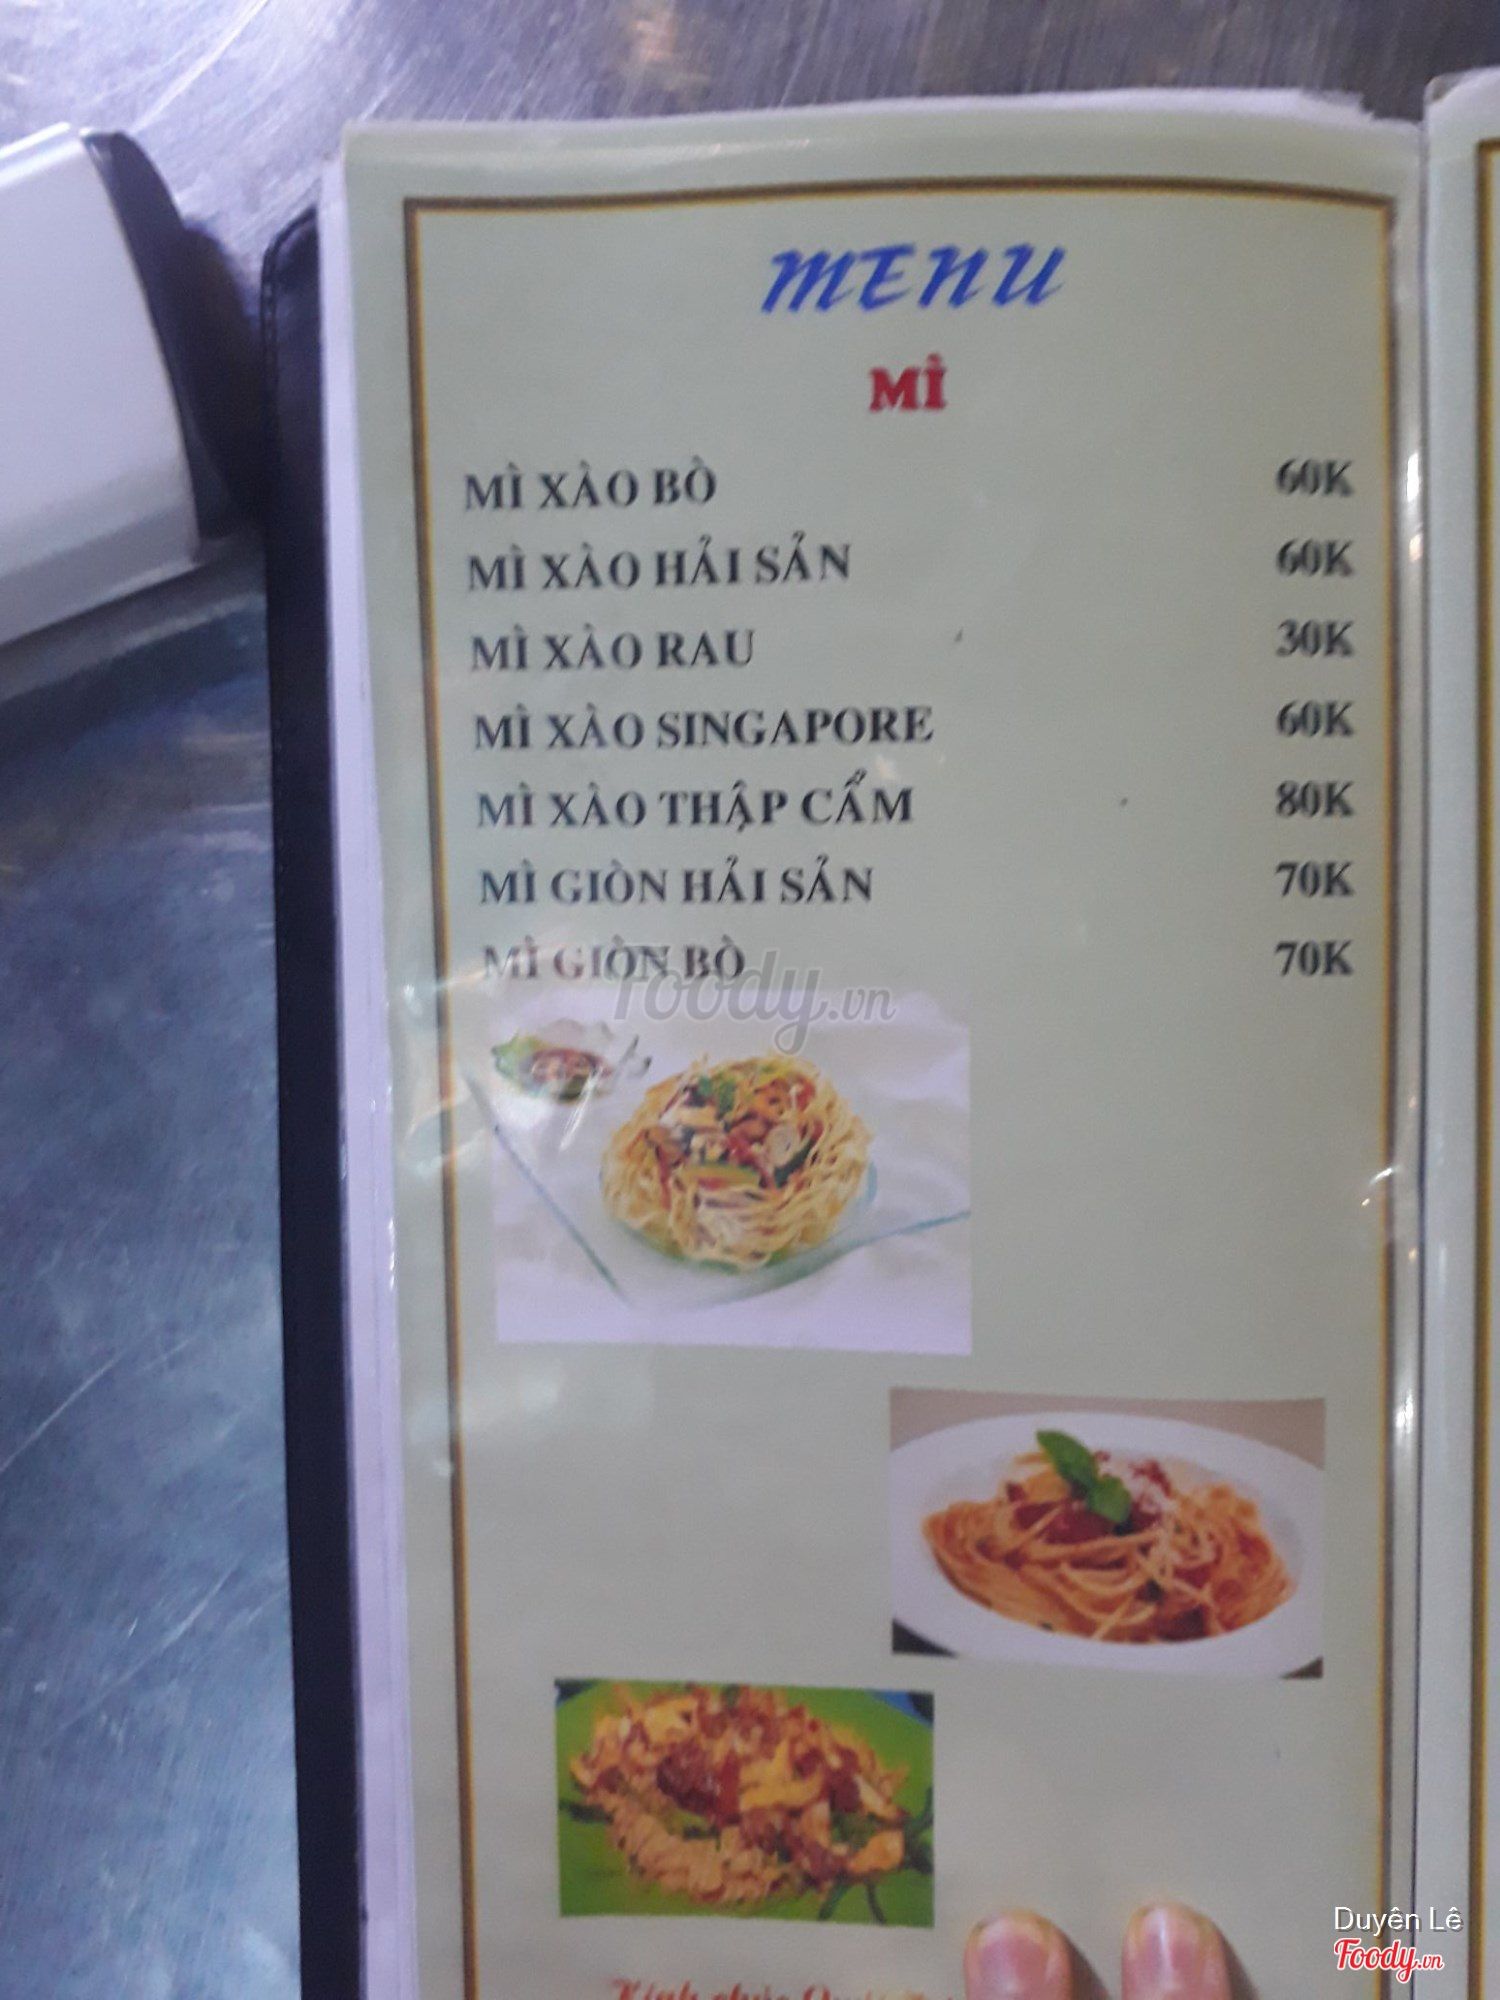 MENU
MÌ
MÌ XÀO BÒ 60K
MÌ XÀO HẢI SẢN 60K
MÌ XÀO RAU 30K
MÌ XÀO SINGAPORE 60K
MÌ XÀO THẬP CẨM 80K
MÌ GIÒN HẢI SẢN 70K
MÌ GIÒN BÒ 70K
foody.vn
Kính chúc
Duyên Lê
Foody.vn